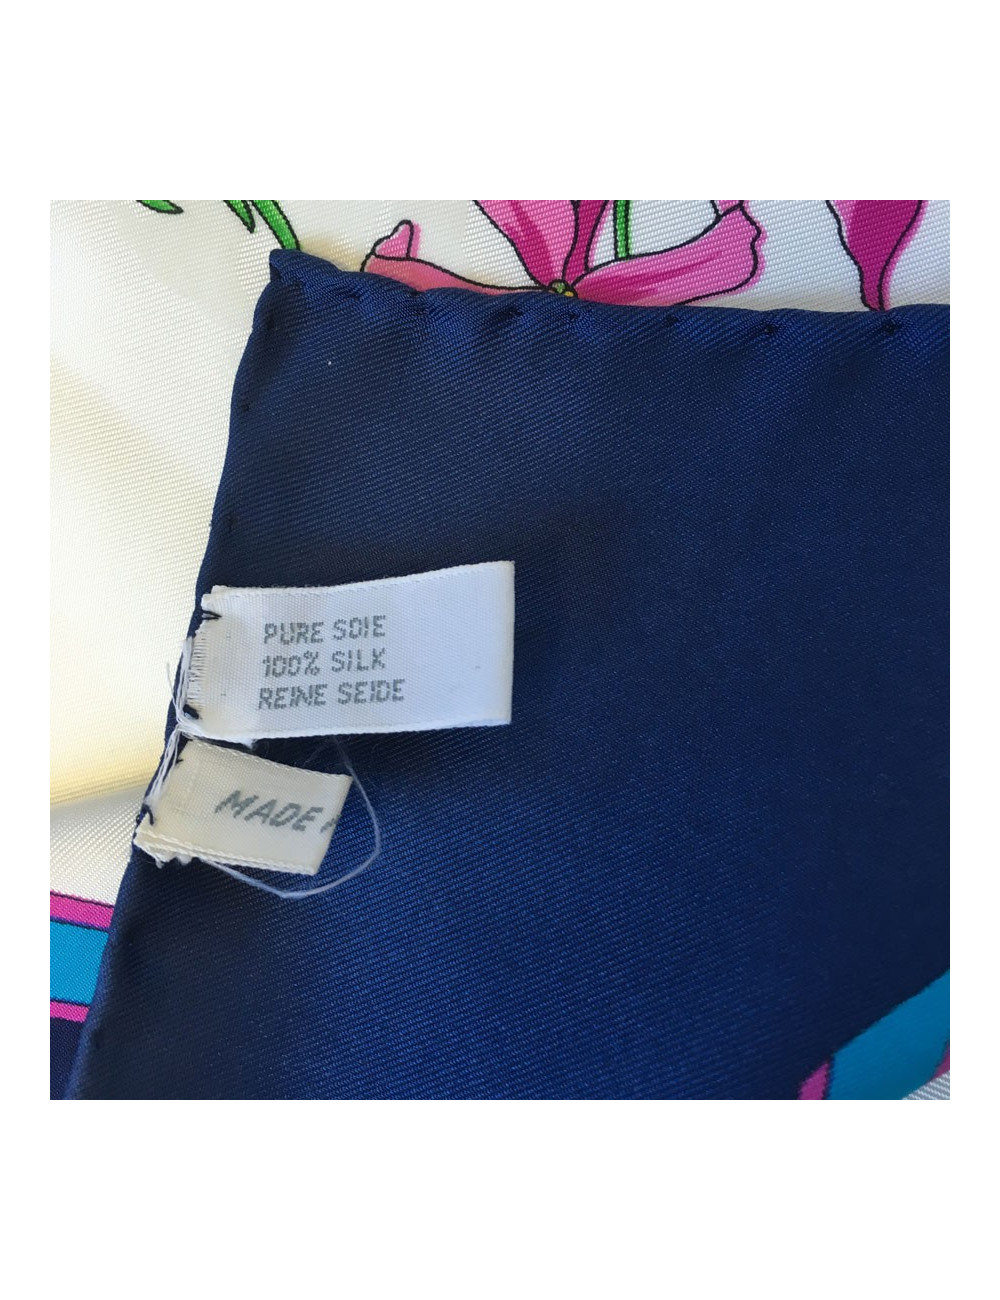 PURE SOIE
100% SILK
REINE SEIDE
MADE